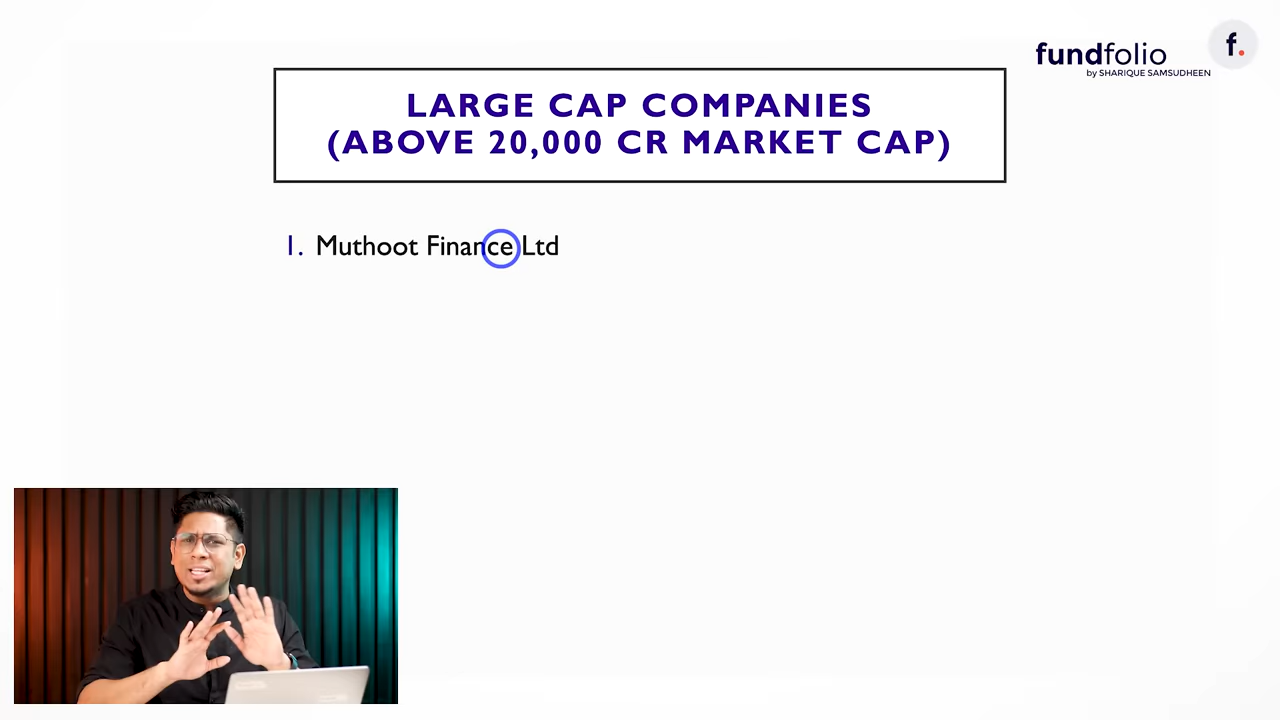 fundfolio
by SHARIQUE SAMSUDHEEN
f.
LARGE CAP COMPANIES
(ABOVE 20,000 CR MARKET CAP)
1. Muthoot Finance Ltd